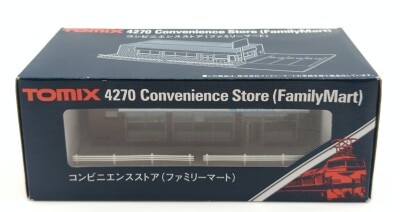 4270 Convenience Store (FamilyMart)
コンビニエンスストア(ファミリーマート)
TOMIX 4270 Convenience Store (FamilyMart)
コンビニエンスストア(ファミリーマート)